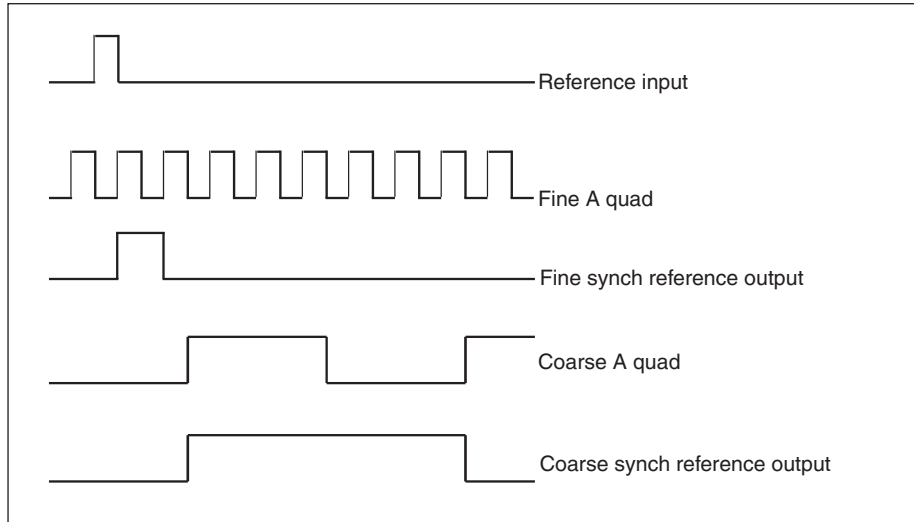 Reference input
Fine A quad
Fine synch reference output
Coarse A quad
Coarse synch reference output